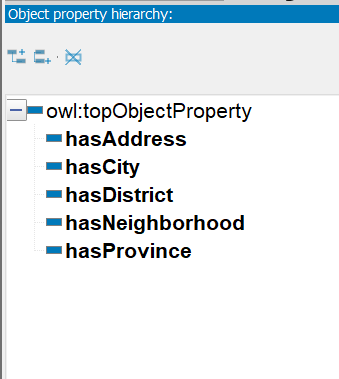 Object property hierarchy:
owl:topObjectProperty
hasAddress
hasCity
hasDistrict
hasNeighborhood
hasProvince